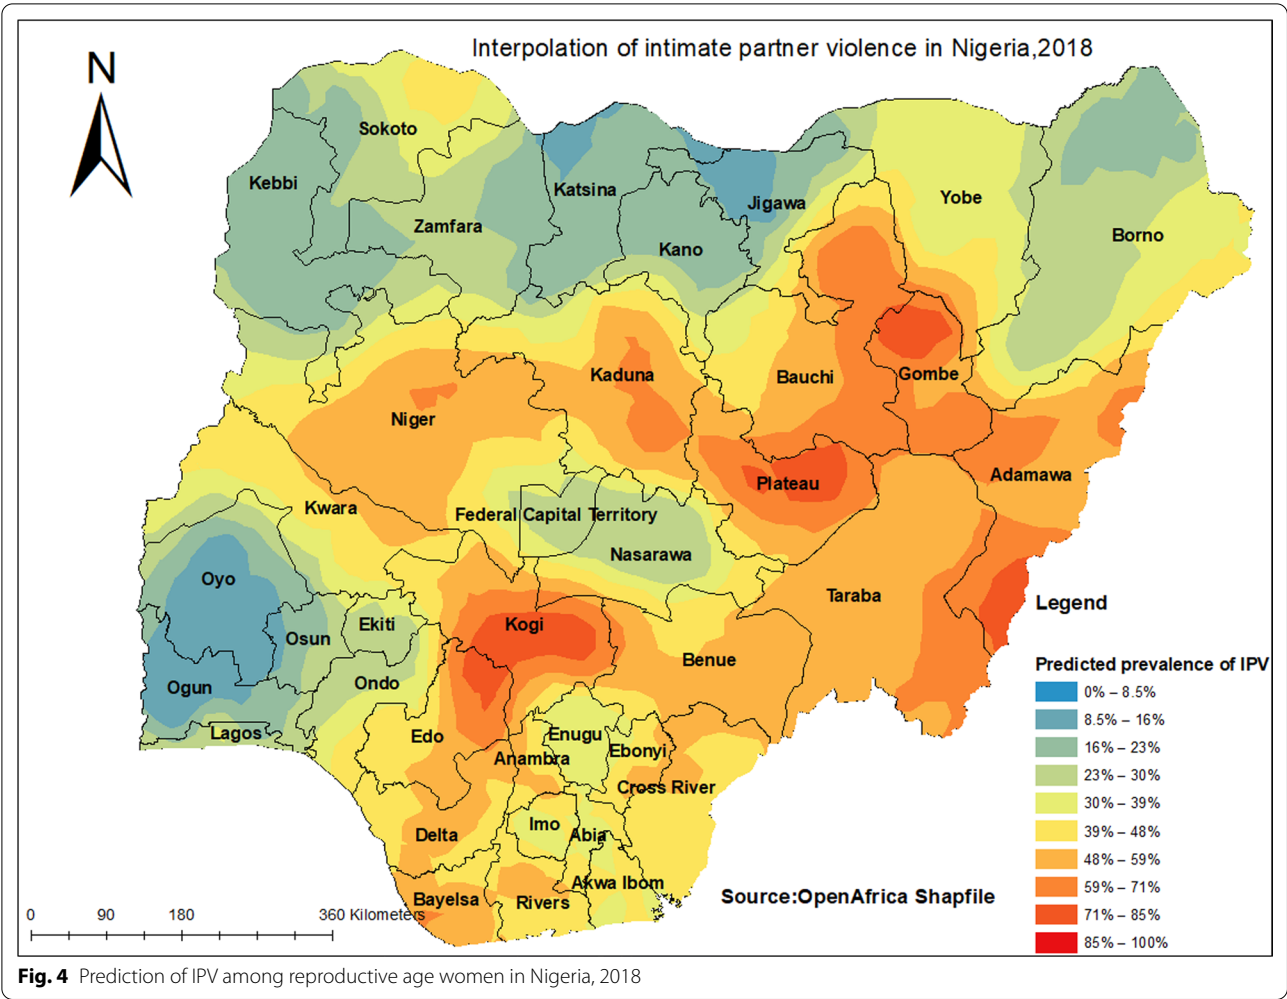 Interpolation of intimate partner violence in Nigeria,2018
N
Sokoto
Kebbi
Katsina
Jigawa
Yobe
Zamfara
Kano
Borno
Kaduna
Bauchi
Gombe
Niger
Adamawa
Plateau
Kwara
Federal Capital Territory
Nasarawa
Oyo
Taraba
Osun
Ekiti
Kogi
Benue
Ogun
Ondo
Lagos
Edo
Enugu
Anambra
Ebonyi
Cross River
Delta
Imo
Abia
Bayelsa
Rivers
Akwa Ibom
Legend
Predicted prevalence of IPV
0% – 8.5%
8.5% – 16%
16% – 23%
23% – 30%
30% – 39%
39% – 48%
48% – 59%
59% – 71%
71% – 85%
85% – 100%
Source:OpenAfrica Shapfile
0 90 180 360 Kilometers
Fig. 4 Prediction of IPV among reproductive age women in Nigeria, 2018